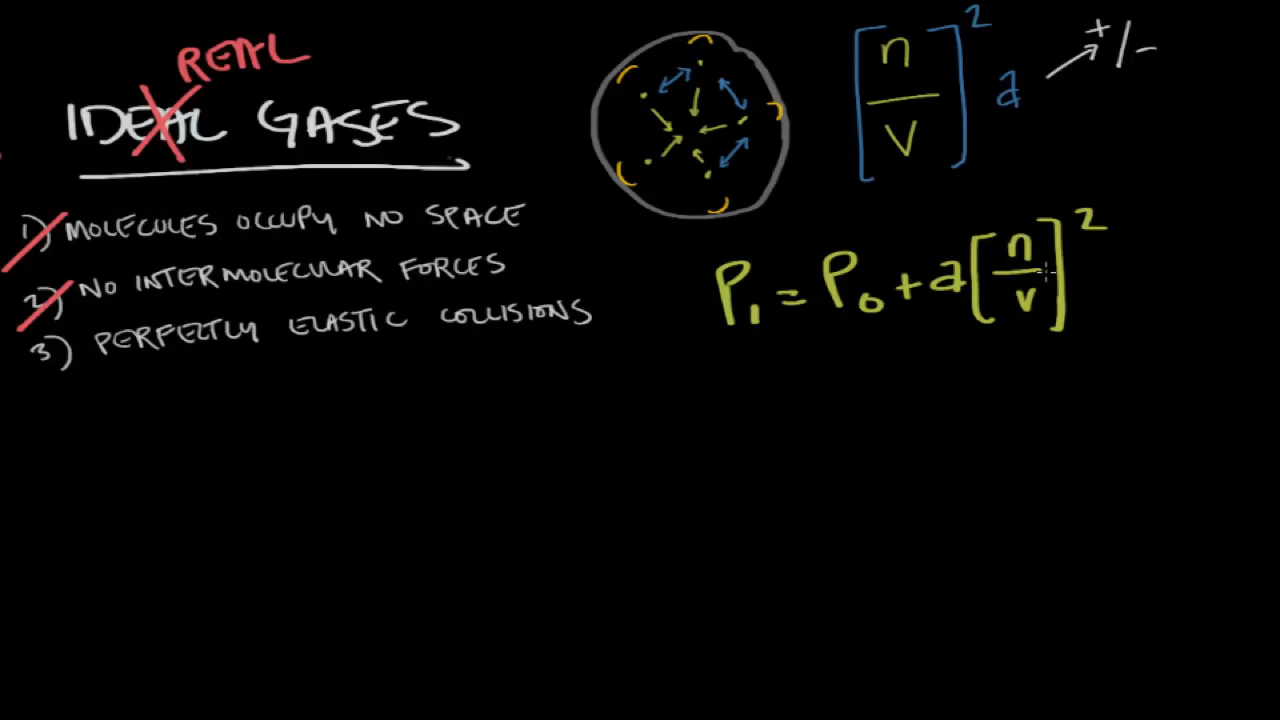 REAL
IDEAL GASES
1) MOLECULES OCCUPY NO SPACE
2) NO INTERMOLECULAR FORCES
3) PERFECTLY ELASTIC COLLISIONS
[n/V]² a → +/-
P₁ = P₀ + a[n/V]²